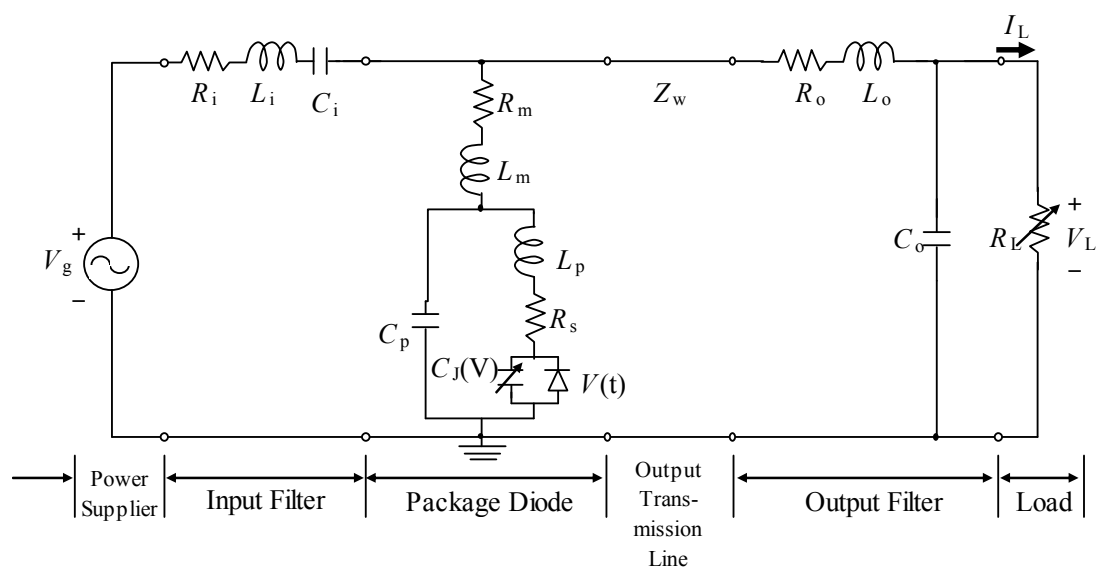 I_L
R_i
L_i
C_i
R_m
Z_w
R_o
L_o
L_m
+
V_g
−
L_p
C_p
R_s
C_J(V)
V(t)
C_o
R_L
+
V_L
−
Power
Supplier
Input Filter
Package Diode
Output
Trans-
mission
Line
Output Filter
Load